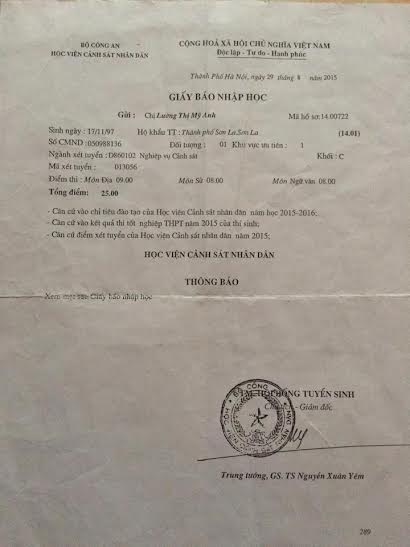 BỘ CÔNG AN
HỌC VIỆN CẢNH SÁT NHÂN DÂN
CỘNG HOÀ XÃ HỘI CHỦ NGHĨA VIỆT NAM
Độc lập - Tự do - Hạnh phúc
Thành Phố Hà Nội, ngày 29 tháng 8 năm 2015
GIẤY BÁO NHẬP HỌC
Gửi : Chị Lường Thị Mỹ Anh Mã hồ sơ:14.00722
Sinh ngày : 17/11/97 Hộ khẩu TT : Thành phố Sơn La.Sơn La (14.01)
Số CMND : 050988136 Đối tượng : 01 Khu vực ưu tiên : 1
Ngành xét tuyển : D860102 Nghiệp vụ Cảnh sát Khối : C
Mã xét tuyển : 013056
Điểm thi : Môn Địa 09.00 Môn Sử 08.00 Môn Ngữ văn 08.00
Tổng điểm: 25.00
- Căn cứ vào chỉ tiêu đào tạo của Học viện Cảnh sát nhân dân năm học 2015-2016;
- Căn cứ vào kết quả thi tốt nghiệp THPT năm 2015 của thí sinh;
- Căn cứ điểm xét tuyển của Học viện Cảnh sát nhân dân năm 2015;
HỌC VIỆN CẢNH SÁT NHÂN DÂN
THÔNG BÁO
Xem mặt sau Giấy báo nhập học
TM. HỘI ĐỒNG TUYỂN SINH
- Giám đốc
BỘ CÔNG
Trung tướng, GS. TS Nguyễn Xuân Yêm
289